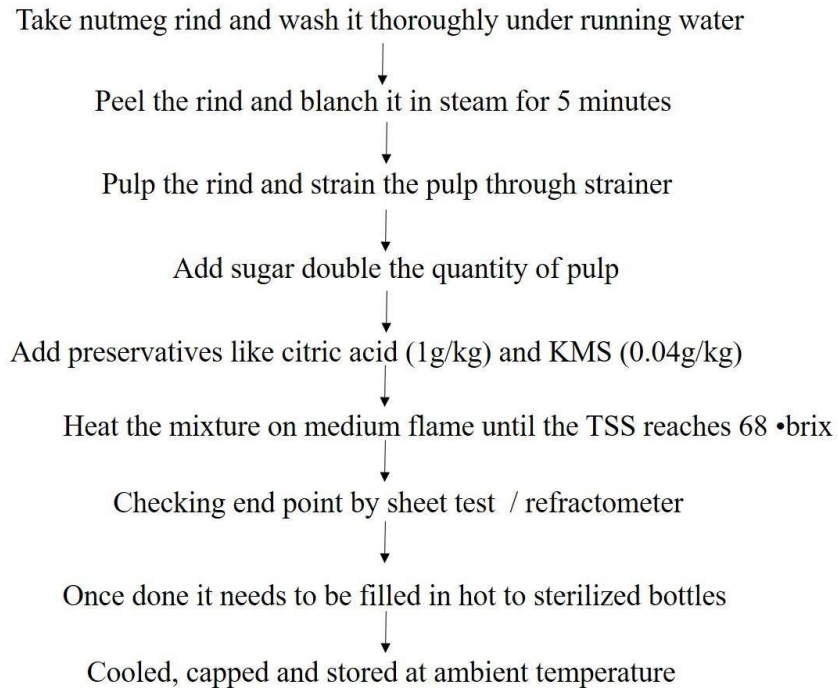 Take nutmeg rind and wash it thoroughly under running water
Peel the rind and blanch it in steam for 5 minutes
Pulp the rind and strain the pulp through strainer
Add sugar double the quantity of pulp
Add preservatives like citric acid (1g/kg) and KMS (0.04g/kg)
Heat the mixture on medium flame until the TSS reaches 68 •brix
Checking end point by sheet test / refractometer
Once done it needs to be filled in hot to sterilized bottles
Cooled, capped and stored at ambient temperature